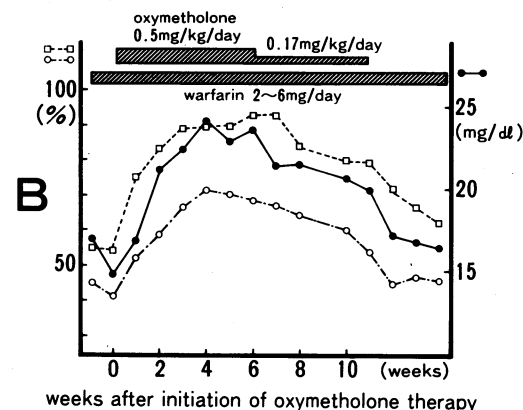 oxymetholone
0.5mg/kg/day
0.17mg/kg/day
warfarin 2~6mg/day
100
(%)
50
25
(mg/dℓ)
20
15
B
0 2 4 6 8 10 (weeks)
weeks after initiation of oxymetholone therapy